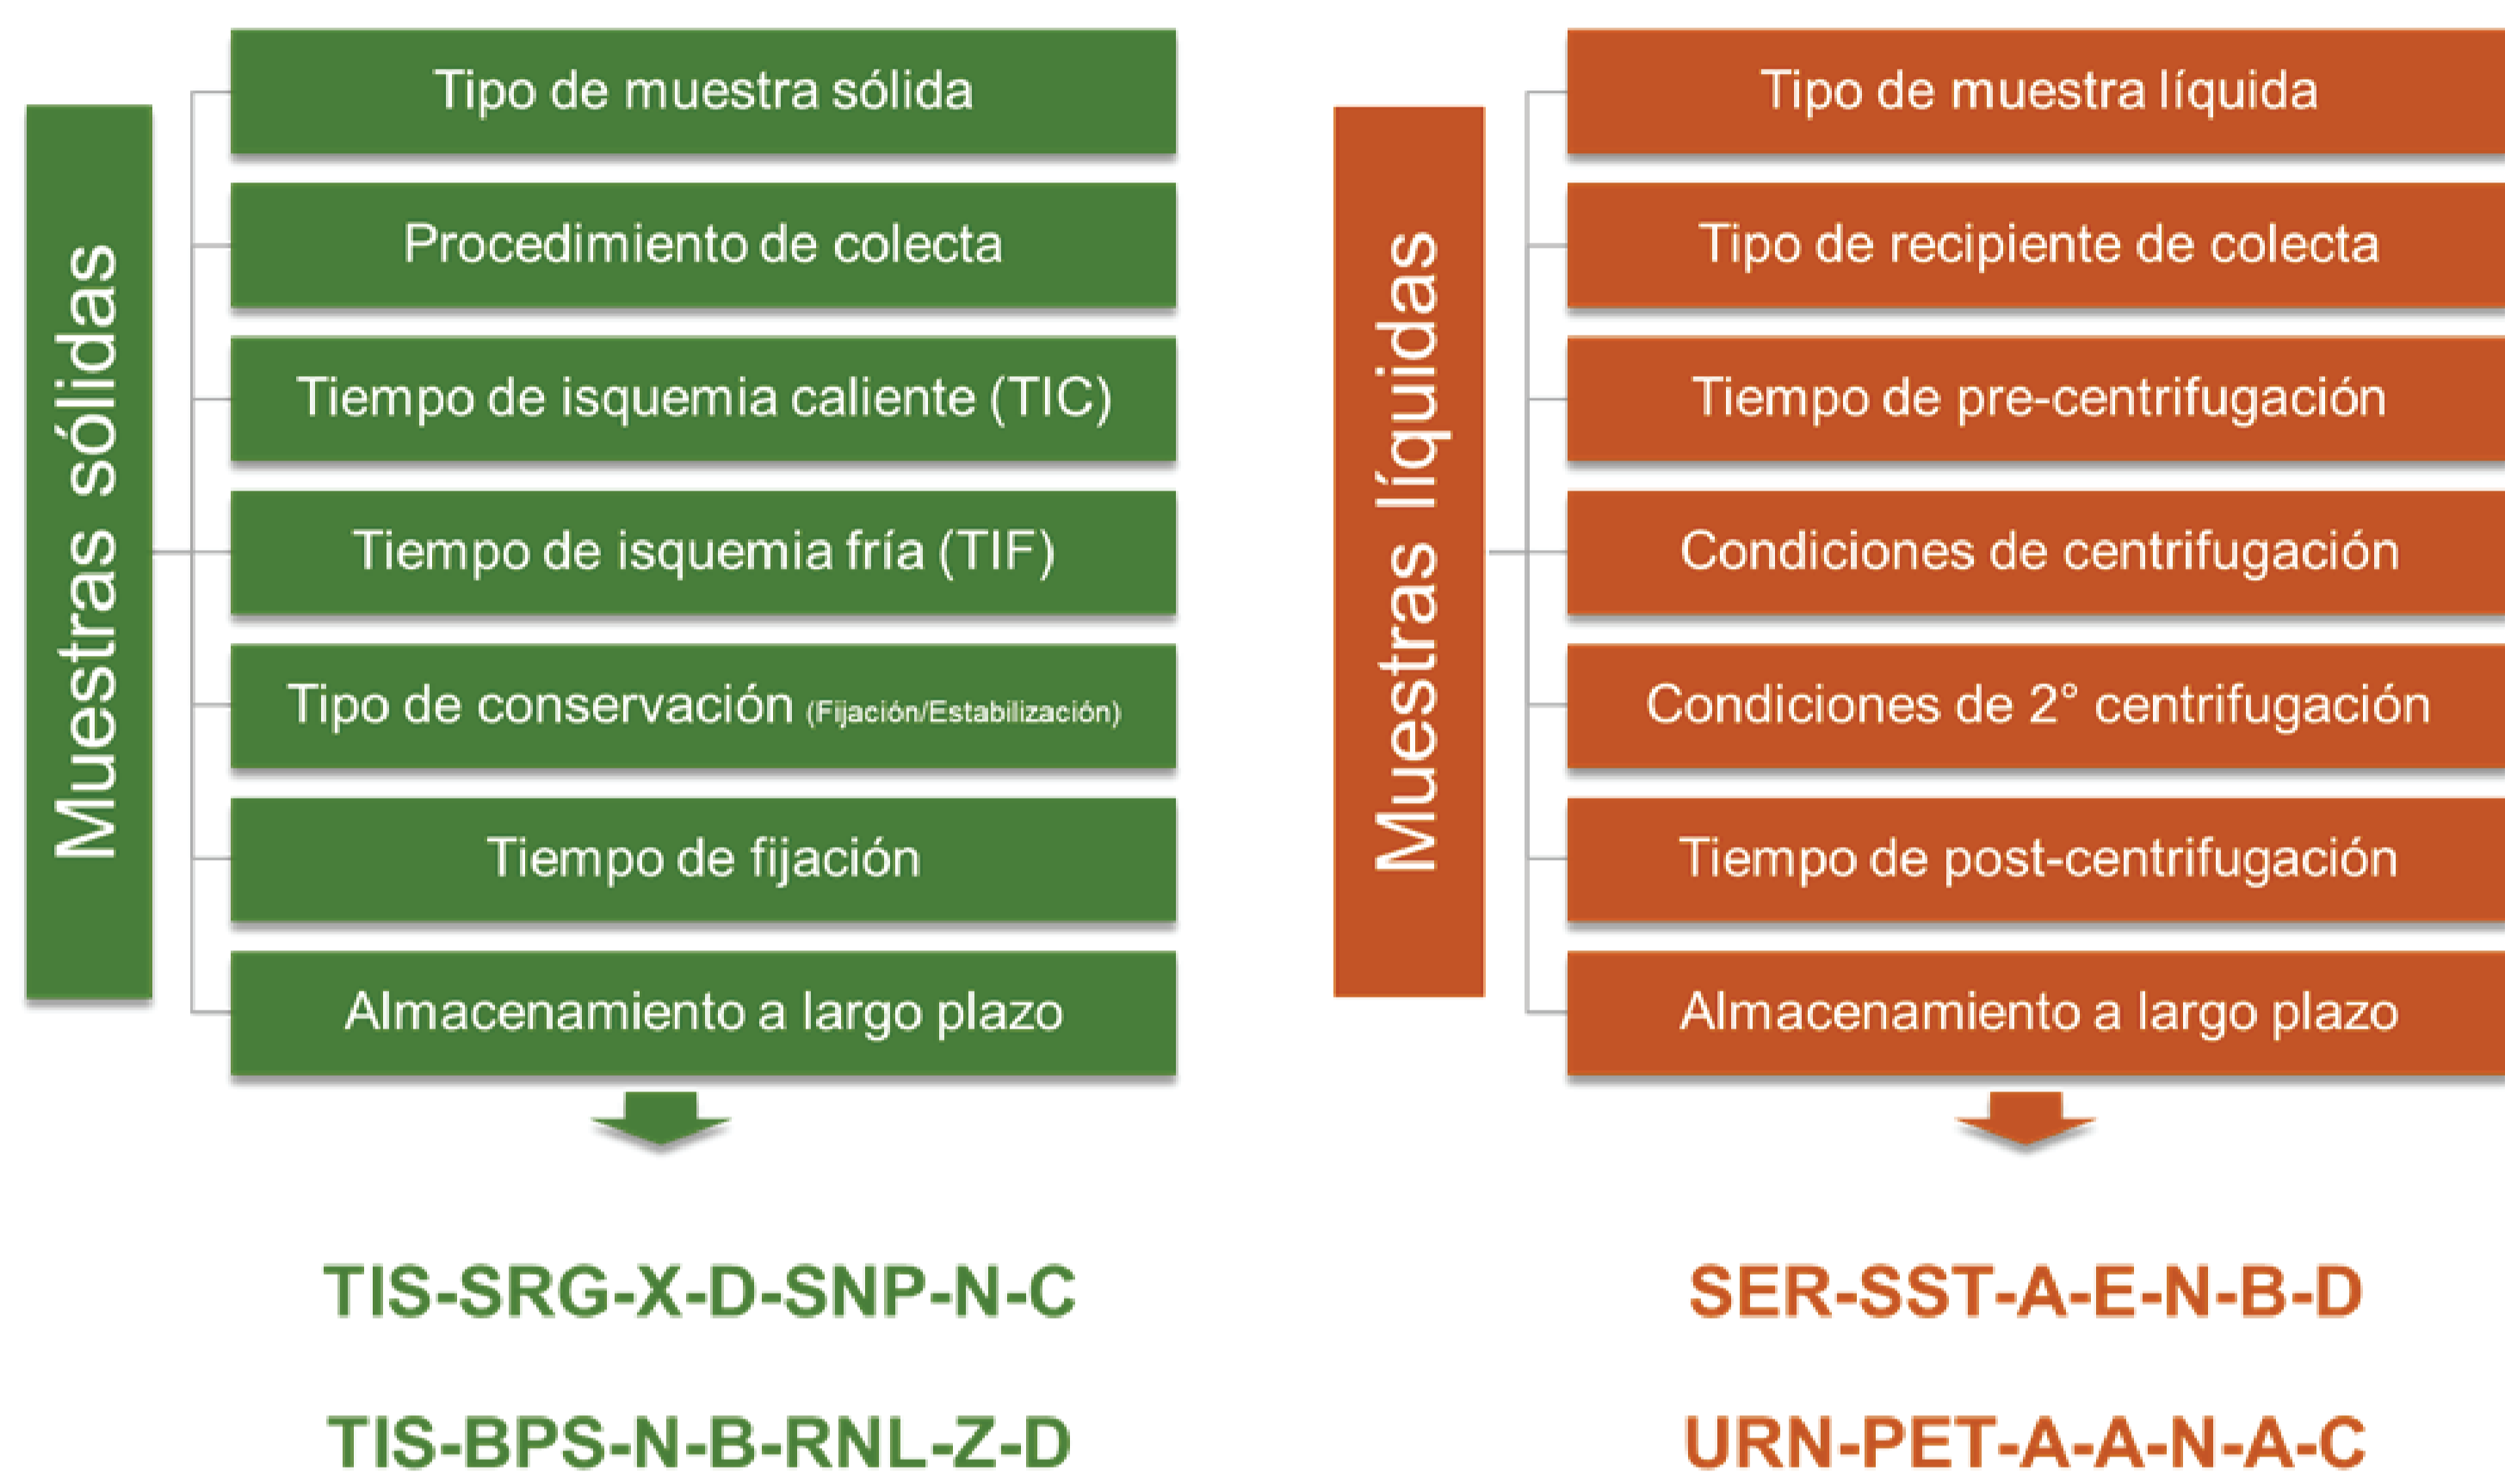 Muestras sólidas
Tipo de muestra sólida
Procedimiento de colecta
Tiempo de isquemia caliente (TIC)
Tiempo de isquemia fría (TIF)
Tipo de conservación (Fijación/Estabilización)
Tiempo de fijación
Almacenamiento a largo plazo
TIS-SRG-X-D-SNP-N-C
TIS-BPS-N-B-RNL-Z-D
Muestras líquidas
Tipo de muestra líquida
Tipo de recipiente de colecta
Tiempo de pre-centrifugación
Condiciones de centrifugación
Condiciones de 2° centrifugación
Tiempo de post-centrifugación
Almacenamiento a largo plazo
SER-SST-A-E-N-B-D
URN-PET-A-A-N-A-C